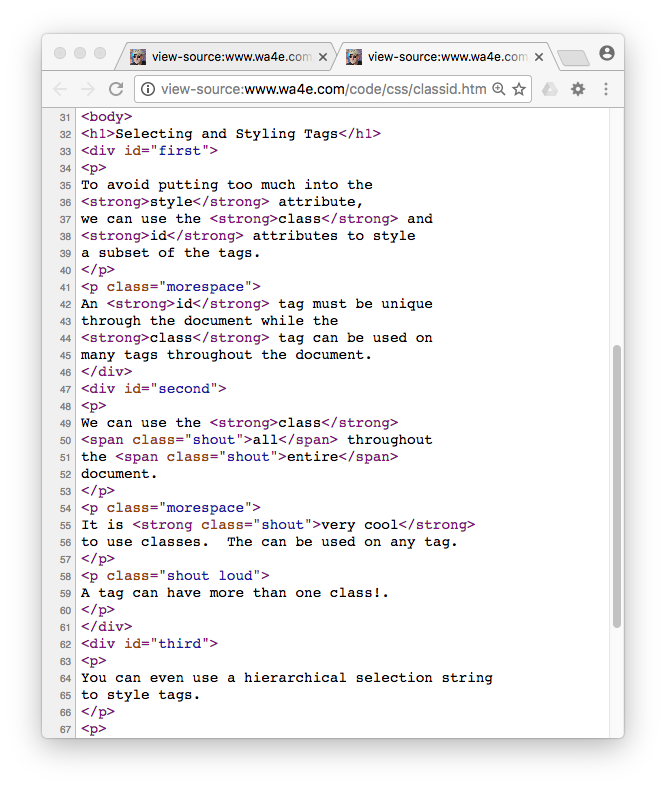 view-source:www.wa4e.com
view-source:www.wa4e.com
view-source:www.wa4e.com/code/css/classid.htm
31 <body>
32 <h1>Selecting and Styling Tags</h1>
33 <div id="first">
34 <p>
35 To avoid putting too much into the
36 <strong>style</strong> attribute,
37 we can use the <strong>class</strong> and
38 <strong>id</strong> attributes to style
39 a subset of the tags.
40 </p>
41 <p class="morespace">
42 An <strong>id</strong> tag must be unique
43 through the document while the
44 <strong>class</strong> tag can be used on
45 many tags throughout the document.
46 </div>
47 <div id="second">
48 <p>
49 We can use the <strong>class</strong>
50 <span class="shout">all</span> throughout
51 the <span class="shout">entire</span>
52 document.
53 </p>
54 <p class="morespace">
55 It is <strong class="shout">very cool</strong>
56 to use classes.  The can be used on any tag.
57 </p>
58 <p class="shout loud">
59 A tag can have more than one class!.
60 </p>
61 </div>
62 <div id="third">
63 <p>
64 You can even use a hierarchical selection string
65 to style tags.
66 </p>
67 <p>